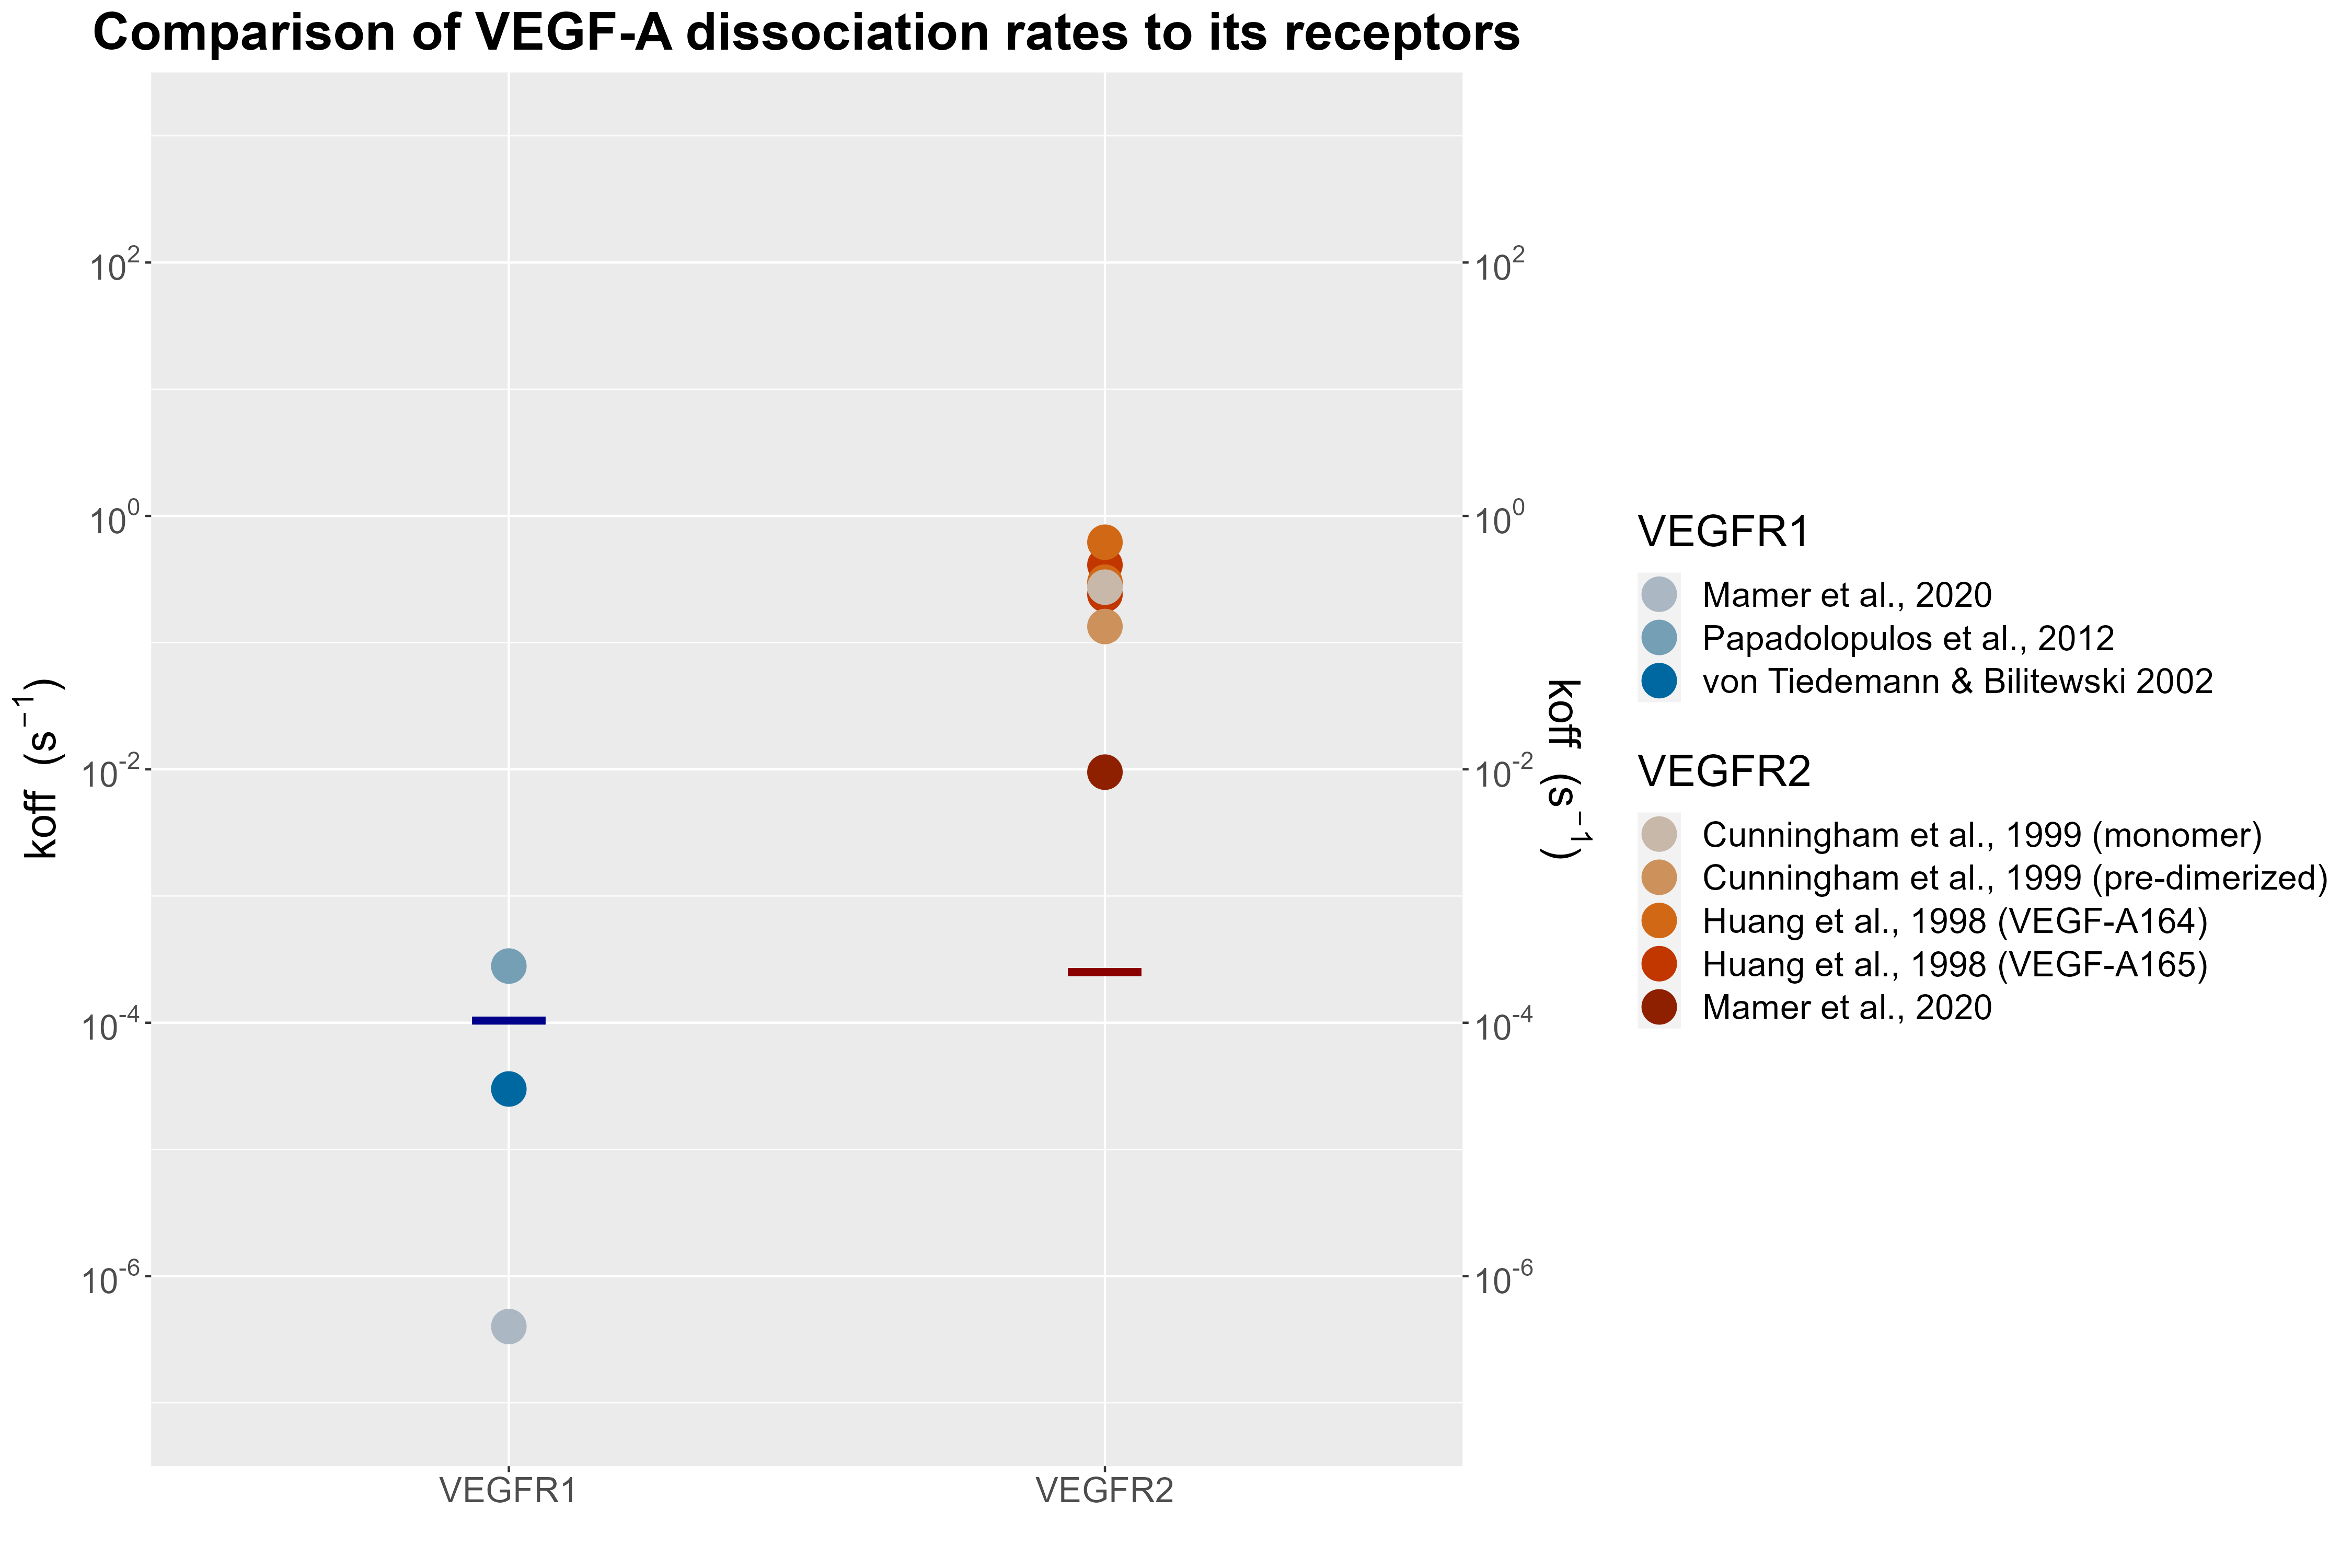 Comparison of VEGF-A dissociation rates to its receptors
koff (s⁻¹)
10²
10⁰
10⁻²
10⁻⁴
10⁻⁶
VEGFR1
VEGFR2
10²
10⁰
10⁻²
10⁻⁴
10⁻⁶
koff (s⁻¹)
VEGFR1
Mamer et al., 2020
Papadolopulos et al., 2012
von Tiedemann & Bilitewski 2002
VEGFR2
Cunningham et al., 1999 (monomer)
Cunningham et al., 1999 (pre-dimerized)
Huang et al., 1998 (VEGF-A164)
Huang et al., 1998 (VEGF-A165)
Mamer et al., 2020